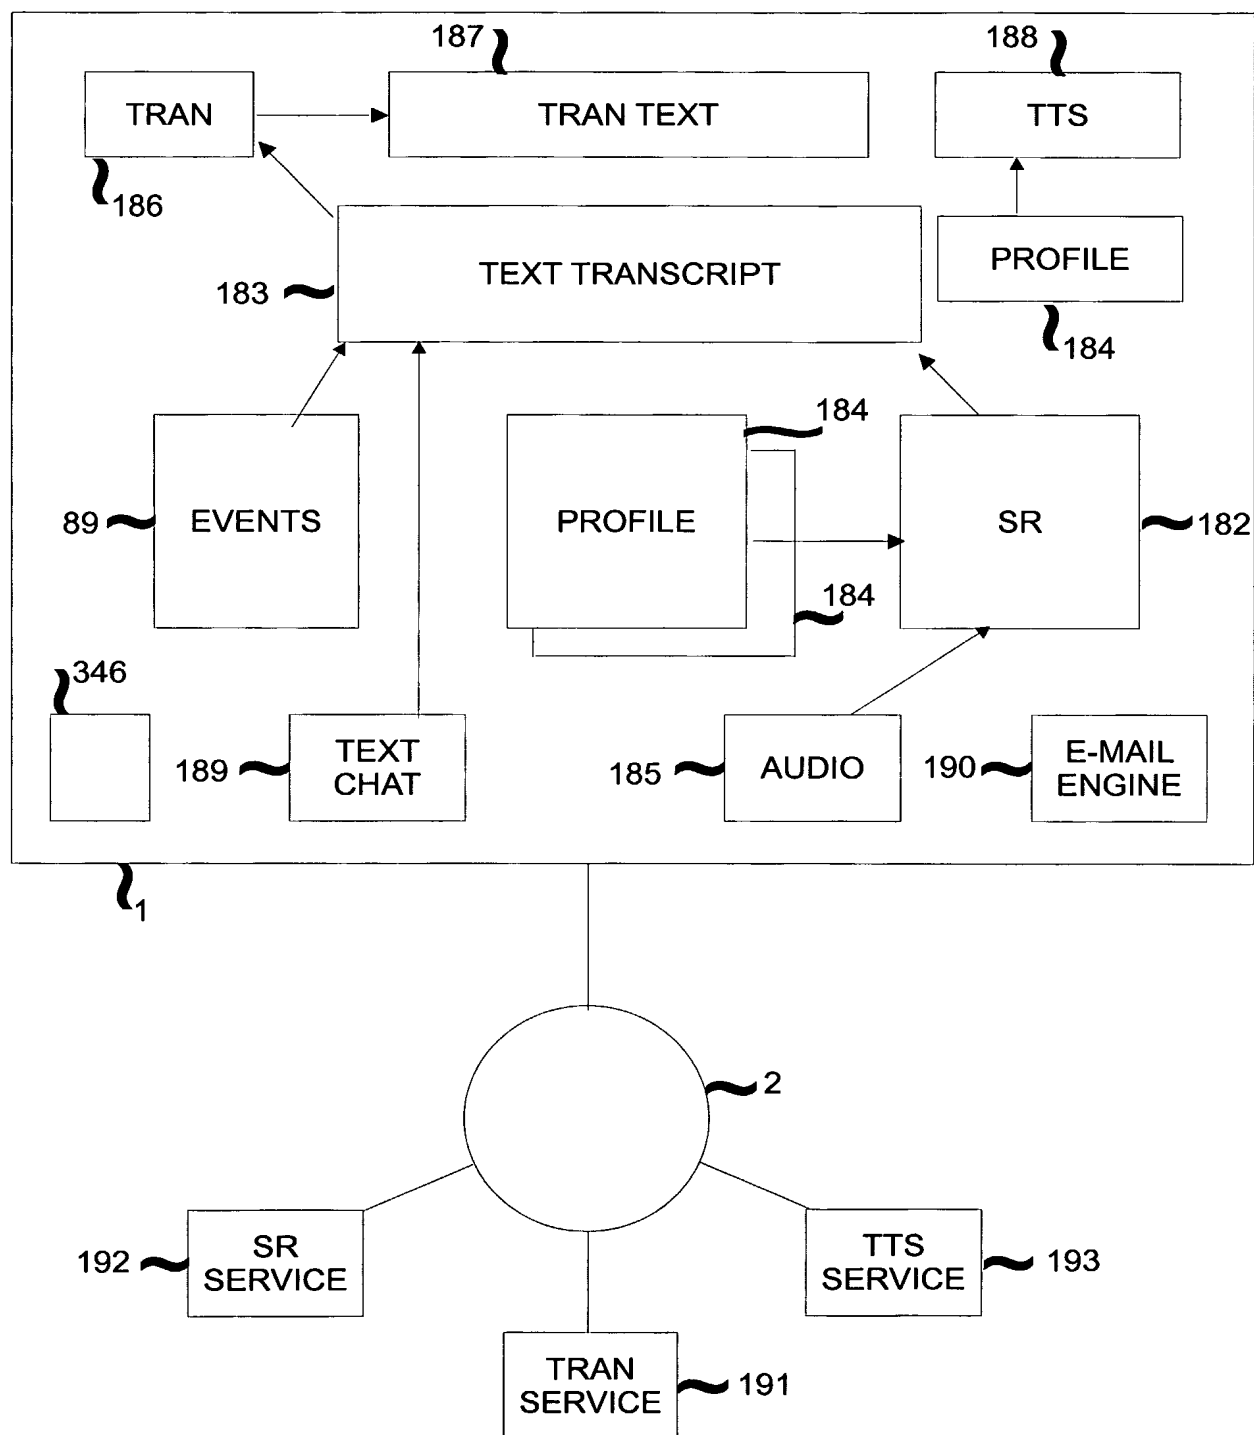 187
188
TRAN
TRAN TEXT
TTS
186
TEXT TRANSCRIPT
PROFILE
183
184
184
EVENTS
PROFILE
SR
89
182
184
346
TEXT
CHAT
189
AUDIO
185
E-MAIL
ENGINE
190
1
2
SR
SERVICE
192
TTS
SERVICE
193
TRAN
SERVICE
191